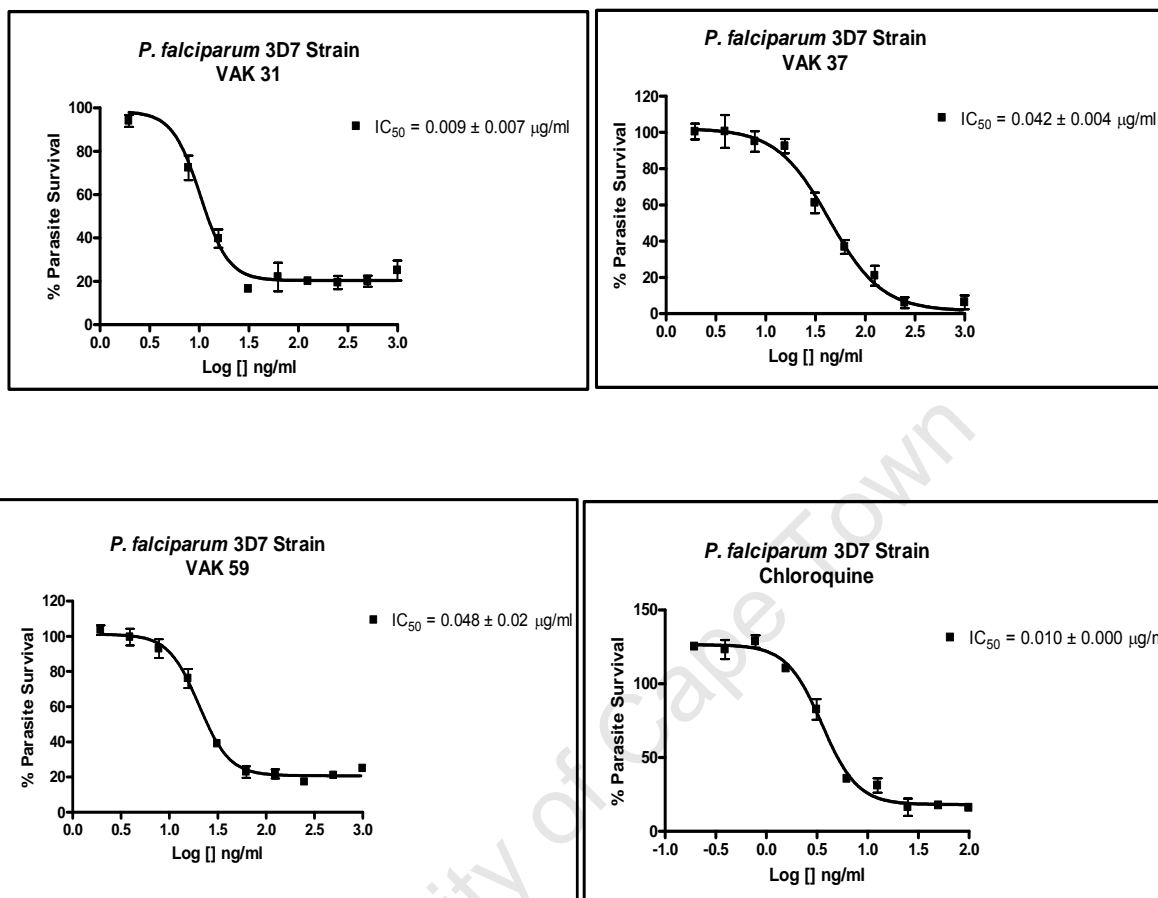 P. falciparum 3D7 Strain
VAK 31
IC50 = 0.009 ± 0.007 µg/ml
% Parasite Survival
100
80
60
40
20
0
0.0 0.5 1.0 1.5 2.0 2.5 3.0
Log [] ng/ml
P. falciparum 3D7 Strain
VAK 37
IC50 = 0.042 ± 0.004 µg/ml
% Parasite Survival
120
100
80
60
40
20
0
0.0 0.5 1.0 1.5 2.0 2.5 3.0
Log [] ng/ml
P. falciparum 3D7 Strain
VAK 59
IC50 = 0.048 ± 0.02 µg/ml
% Parasite Survival
120
100
80
60
40
20
0
0.0 0.5 1.0 1.5 2.0 2.5 3.0
Log [] ng/ml
P. falciparum 3D7 Strain
Chloroquine
IC50 = 0.010 ± 0.000 µg/m
% Parasite Survival
150
100
50
0
-1.0 -0.5 0.0 0.5 1.0 1.5 2.0
Log [] ng/ml
ity of Cape Town